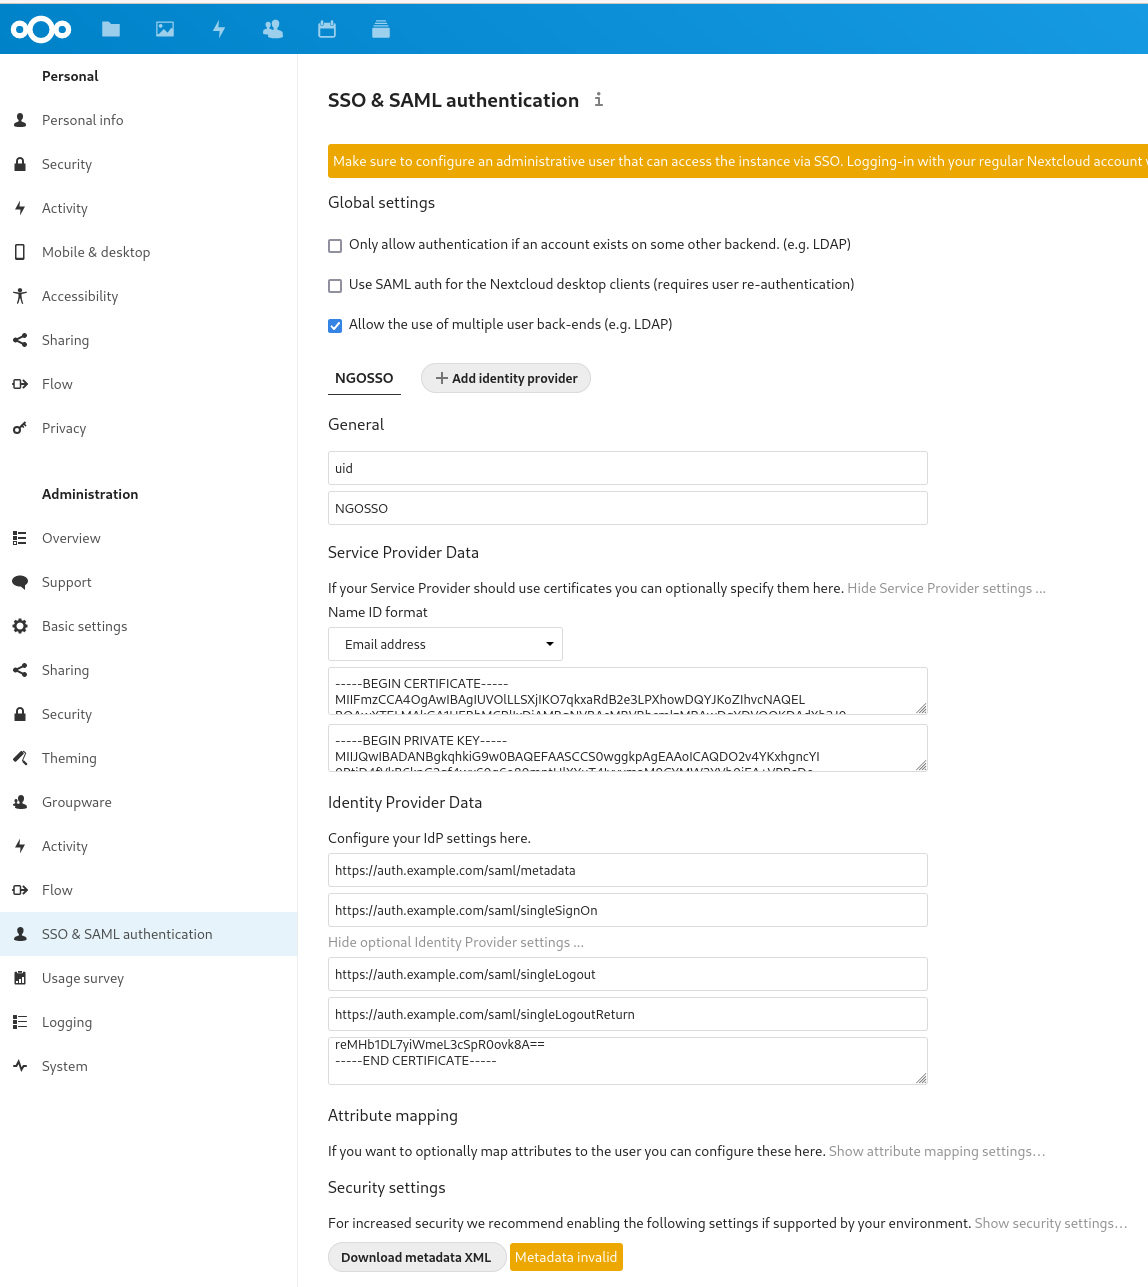 Personal
Personal info
Security
Activity
Mobile & desktop
Accessibility
Sharing
Flow
Privacy
Administration
Overview
Support
Basic settings
Sharing
Security
Theming
Groupware
Activity
Flow
SSO & SAML authentication
Usage survey
Logging
System
SSO & SAML authentication
Make sure to configure an administrative user that can access the instance via SSO. Logging-in with your regular Nextcloud account
Global settings
Only allow authentication if an account exists on some other backend. (e.g. LDAP)
Use SAML auth for the Nextcloud desktop clients (requires user re-authentication)
Allow the use of multiple user back-ends (e.g. LDAP)
NGOSSO + Add identity provider
General
uid
NGOSSO
Service Provider Data
If your Service Provider should use certificates you can optionally specify them here. Hide Service Provider settings ...
Name ID format
Email address
-----BEGIN CERTIFICATE-----
MIIFmzCCA4OgAwIBAgIUVOlLLSXjIKO7qkxaRdB2e3LPXhowDQYJKoZIhvcNAQEL
-----BEGIN PRIVATE KEY-----
MIIJQwIBADANBgkqhkiG9w0BAQEFAASCCS0wggkpAgEAAoICAQDO2v4YKxhgncYI
Identity Provider Data
Configure your IdP settings here.
https://auth.example.com/saml/metadata
https://auth.example.com/saml/singleSignOn
Hide optional Identity Provider settings ...
https://auth.example.com/saml/singleLogout
https://auth.example.com/saml/singleLogoutReturn
reMHb1DL7yiWmeL3cSpR0ovk8A==
-----END CERTIFICATE-----
Attribute mapping
If you want to optionally map attributes to the user you can configure these here. Show attribute mapping settings...
Security settings
For increased security we recommend enabling the following settings if supported by your environment. Show security settings...
Download metadata XML Metadata invalid